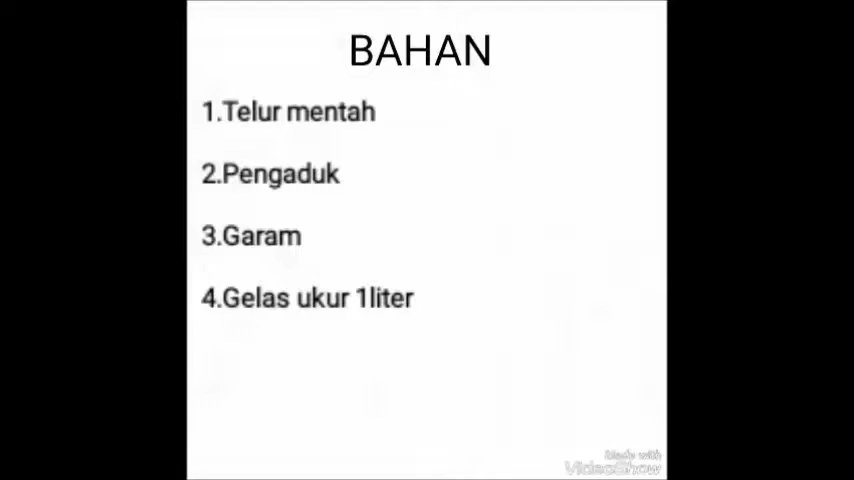 BAHAN
1.Telur mentah
2.Pengaduk
3.Garam
4.Gelas ukur 1liter
Made with
VideoShow